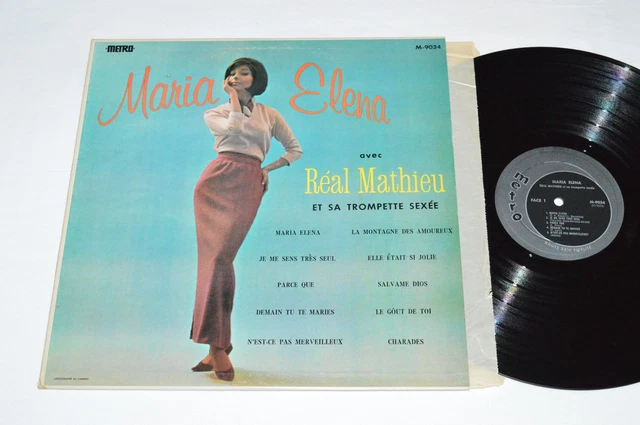 METRO
M-9034
Maria Elena
avec
Réal Mathieu
ET SA TROMPETTE SEXÉE
MARIA ELENA
LA MONTAGNE DES AMOUREUX
JE ME SENS TRÈS SEUL
ELLE ÉTAIT SI JOLIE
PARCE QUE
SALVAME DIOS
DEMAIN TU TE MARIES
LE GÔUT DE TOI
N'EST-CE PAS MERVEILLEUX
CHARADES
metro
MARIA ELENA
FACE 1
M-9034